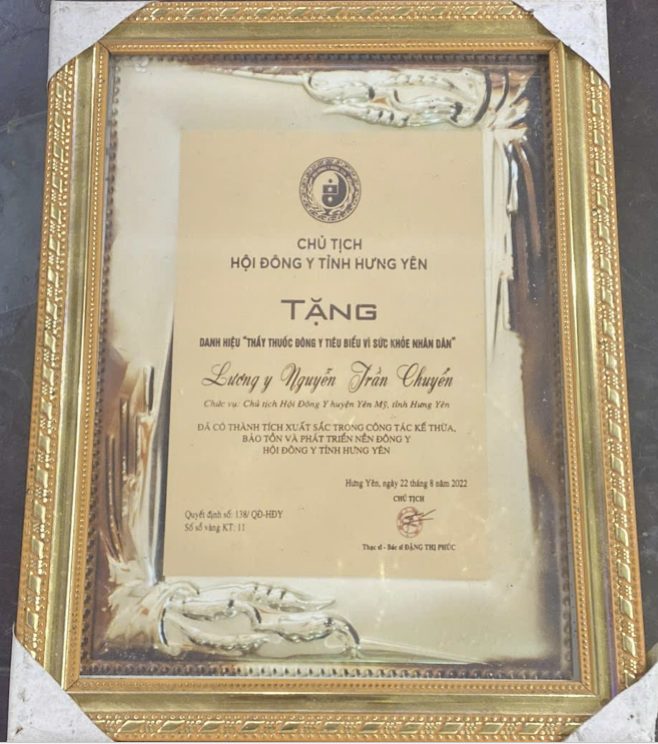 CHỦ TỊCH
HỘI ĐÔNG Y TỈNH HƯNG YÊN
TẶNG
DANH HIỆU "THẦY THUỐC ĐÔNG Y TIÊU BIỂU VÌ SỨC KHỎE NHÂN DÂN"
Lương y Nguyễn Trần Chuyển
Chức vụ: Chủ tịch Hội Đông Y huyện Yên Mỹ, tỉnh Hưng Yên
ĐÃ CÓ THÀNH TÍCH XUẤT SẮC TRONG CÔNG TÁC KẾ THỪA,
BẢO TỒN VÀ PHÁT TRIỂN NỀN ĐÔNG Y
HỘI ĐÔNG Y TỈNH HƯNG YÊN
Hưng Yên, ngày 22 tháng 8 năm 2022
CHỦ TỊCH
Quyết định số: 138/ QĐ-HĐY
Số sổ vàng KT: 11
Thạc sĩ - Bác sĩ ĐẶNG THỊ PHÚC